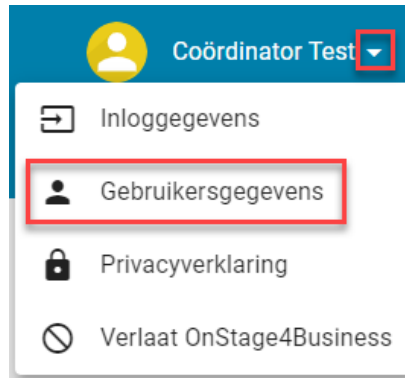 Coördinator Test
Inloggegevens
Gebruikersgegevens
Privacyverklaring
Verlaat OnStage4Business